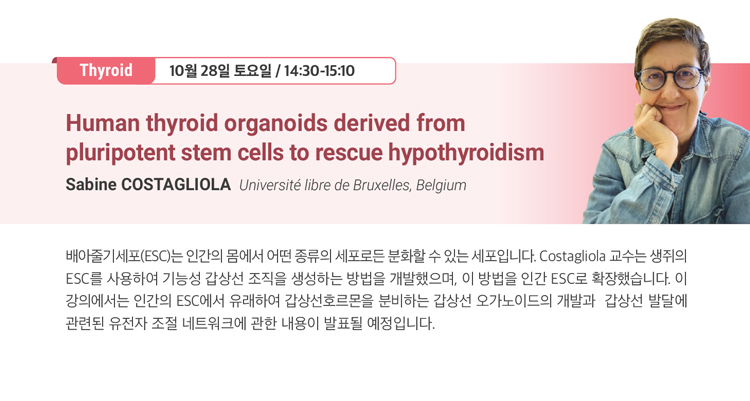 Thyroid
10월 28일 토요일 / 14:30-15:10
Human thyroid organoids derived from
pluripotent stem cells to rescue hypothyroidism
Sabine COSTAGLIOLA Université libre de Bruxelles, Belgium
배아줄기세포(ESC)는 인간의 몸에서 어떤 종류의 세포로든 분화할 수 있는 세포입니다. Costagliola 교수는 생쥐의
ESC를 사용하여 기능성 갑상선 조직을 생성하는 방법을 개발했으며, 이 방법을 인간 ESC로 확장했습니다. 이
강의에서는 인간의 ESC에서 유래하여 갑상선호르몬을 분비하는 갑상선 오가노이드의 개발과 갑상선 발달에
관련된 유전자 조절 네트워크에 관한 내용이 발표될 예정입니다.